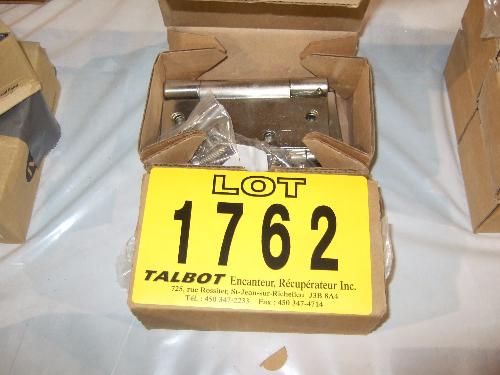 LOT
1762
TALBOT Encanteur, Récupérateur Inc.
725, rue Rossiter, St-Jean-sur-Richelieu J3B 8A4
Tél.: 450 347-2233 Fax : 450 347-4714